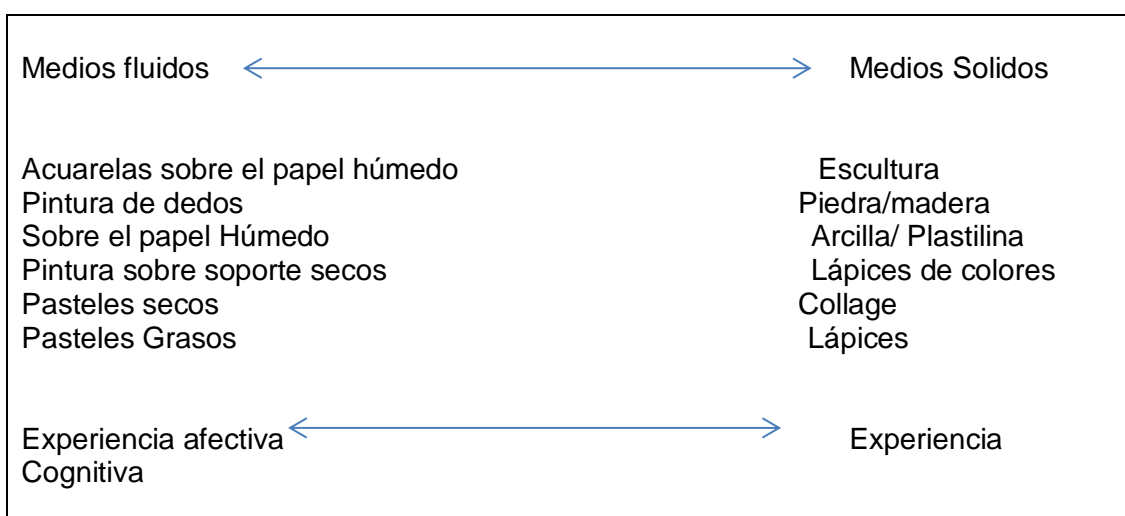 Medios fluidos Medios Solidos
Acuarelas sobre el papel húmedo Escultura
Pintura de dedos Piedra/madera
Sobre el papel Húmedo Arcilla/ Plastilina
Pintura sobre soporte secos Lápices de colores
Pasteles secos Collage
Pasteles Grasos Lápices
Experiencia afectiva Experiencia
Cognitiva